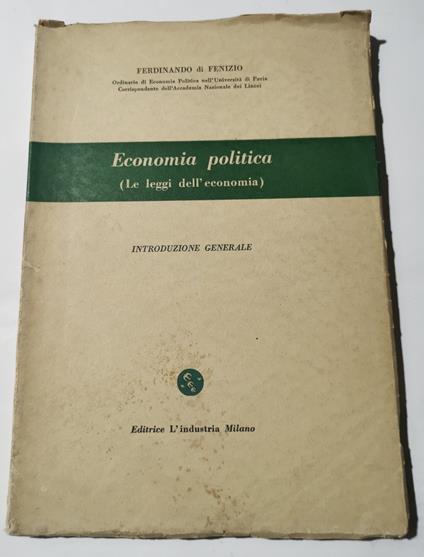 FERDINANDO di FENIZIO
Ordinario di Economia Politica nell'Università di Pavia
Corrispondente dell'Accademia Nazionale dei Lincei
Economia politica
(Le leggi dell'economia)
INTRODUZIONE GENERALE
Editrice L'industria Milano